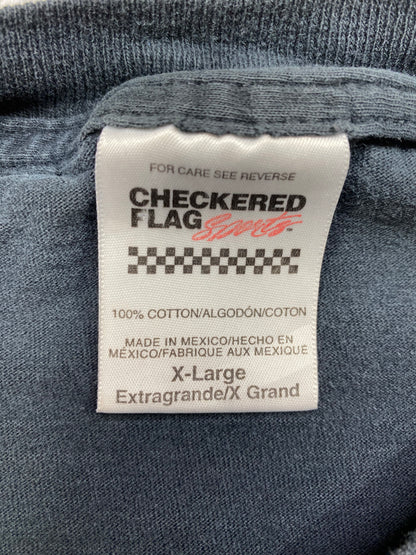 FOR CARE SEE REVERSE
CHECKERED
FLAG Sports™
100% COTTON/ALGODÓN/COTON
MADE IN MEXICO/HECHO EN
MÉXICO/FABRIQUE AUX MEXIQUE
X-Large
Extragrande/X Grand